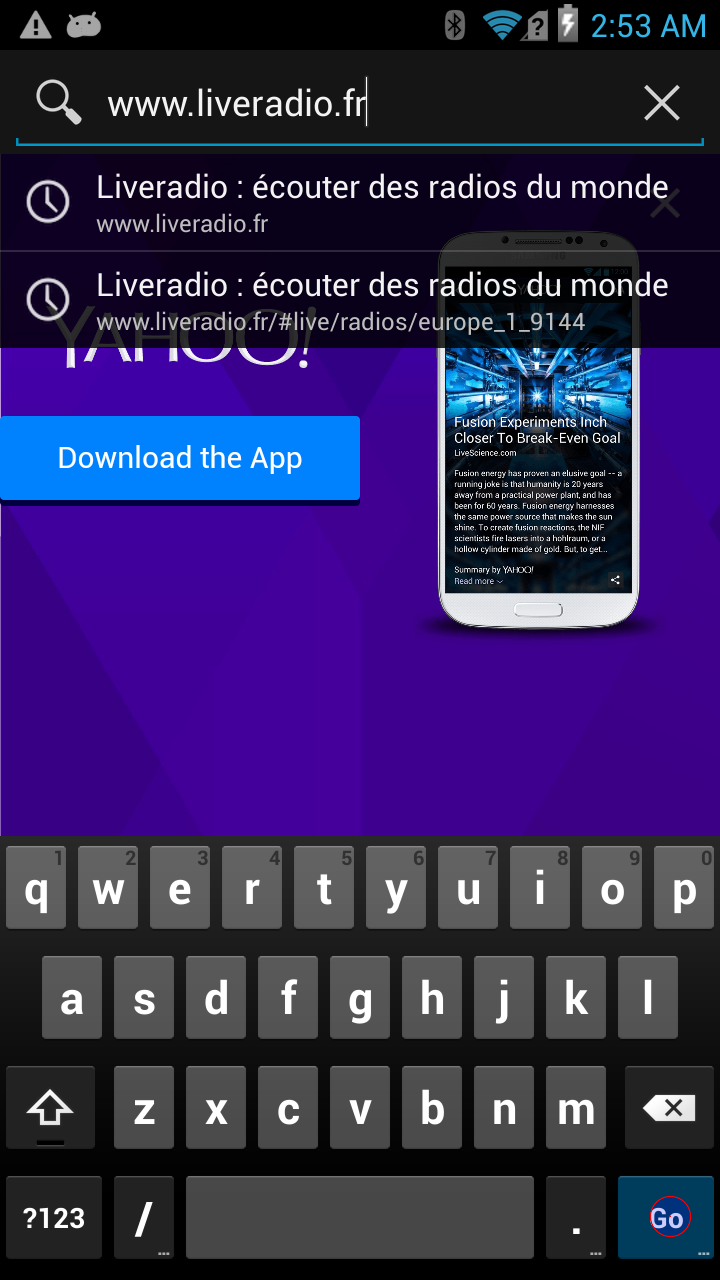 2:53 AM
www.liveradio.fr
Liveradio : écouter des radios du monde
www.liveradio.fr
Liveradio : écouter des radios du monde
www.liveradio.fr/#live/radios/europe_1_9144
YAHOO!
Download the App
Fusion Experiments Inch
Closer To Break-Even Goal
LiveScience.com
Fusion energy has proven an elusive goal -- a
running joke is that humanity is 20 years
away from a practical power plant, and has
been for 60 years. Fusion energy harnesses
the same power source that makes the sun
shine. To create fusion reactions, the NIF
scientists fire lasers into a hohlraum, or a
hollow cylinder made of gold. But, to get...
Summary by YAHOO!
Read more
1 2 3 4 5 6 7 8 9 0
q w e r t y u i o p
a s d f g h j k l
z x c v b n m
?123 / . Go